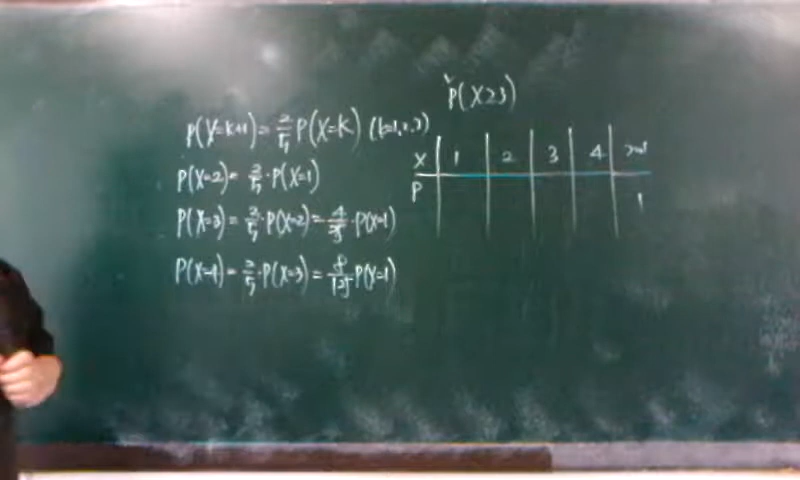 P(X≥3)
P(X=k+1)=2/5 P(X=k) (k=1,2,3)
P(X=2)=2/5·P(X=1)
P(X=3)=2/5·P(X=2)=4/25·P(X=1)
P(X=4)=2/5·P(X=3)=8/125 P(X=1)
X 1 2 3 4
P 1